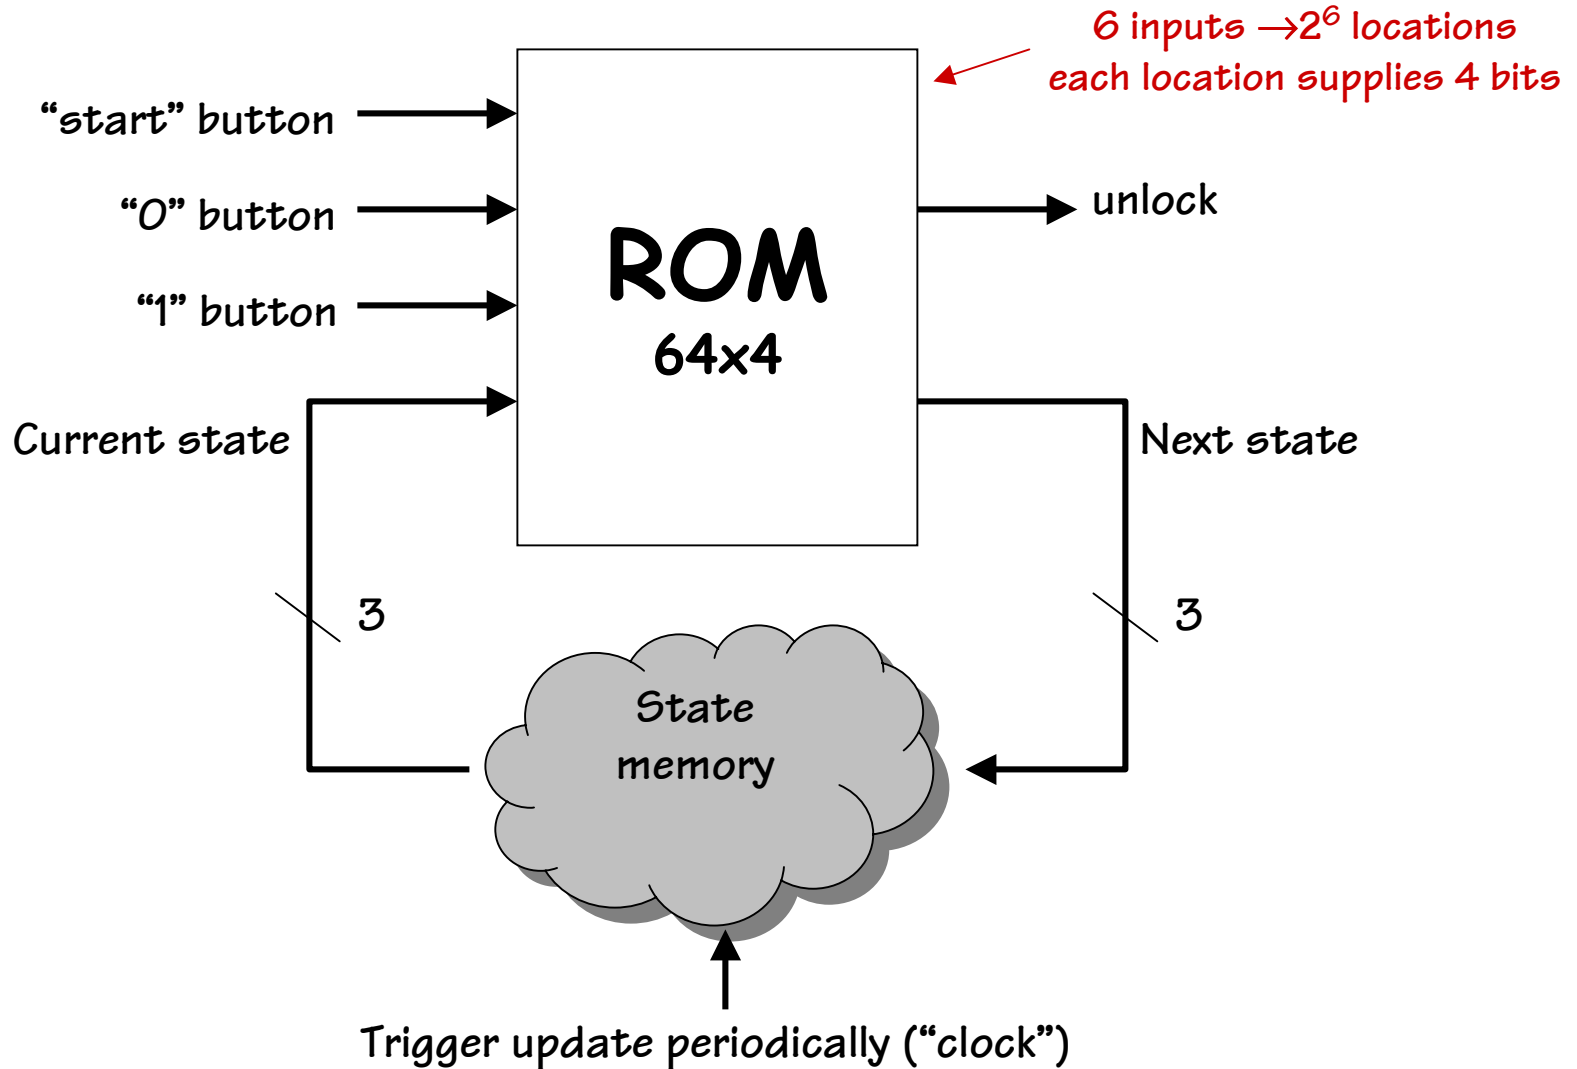 6 inputs →2⁶ locations
each location supplies 4 bits
“start” button
“0” button
“1” button
ROM
64x4
unlock
Current state
Next state
3
3
State
memory
Trigger update periodically (“clock”)